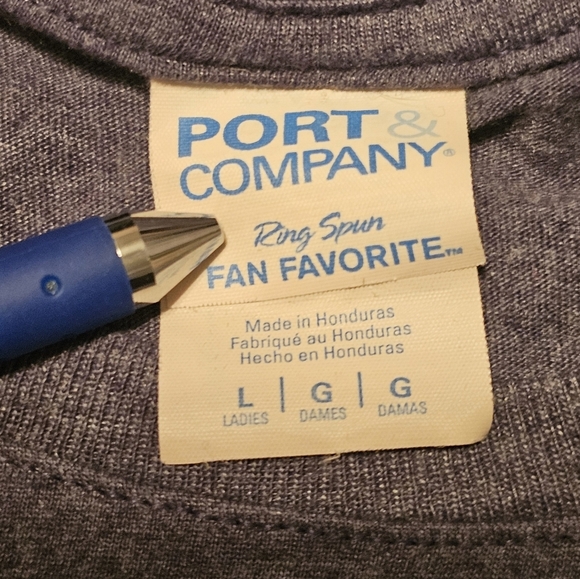 PORT &
COMPANY®
Ring Spun
FAN FAVORITE™
Made in Honduras
Fabriqué au Honduras
Hecho en Honduras
L | G | G
LADIES DAMES DAMAS